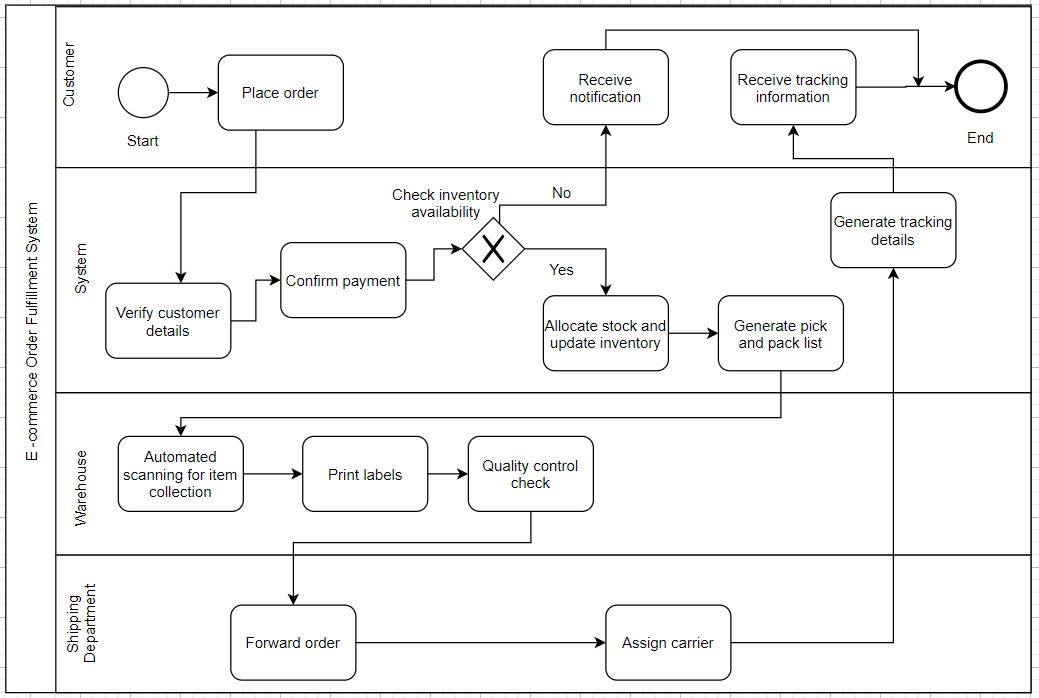 E -commerce Order Fulfillment System
Customer
Start
Place order
Receive
notification
Receive tracking
information
End
System
Verify customer
details
Confirm payment
Check inventory
availability
No
Yes
Allocate stock and
update inventory
Generate pick
and pack list
Generate tracking
details
Warehouse
Automated
scanning for item
collection
Print labels
Quality control
check
Shipping
Department
Forward order
Assign carrier